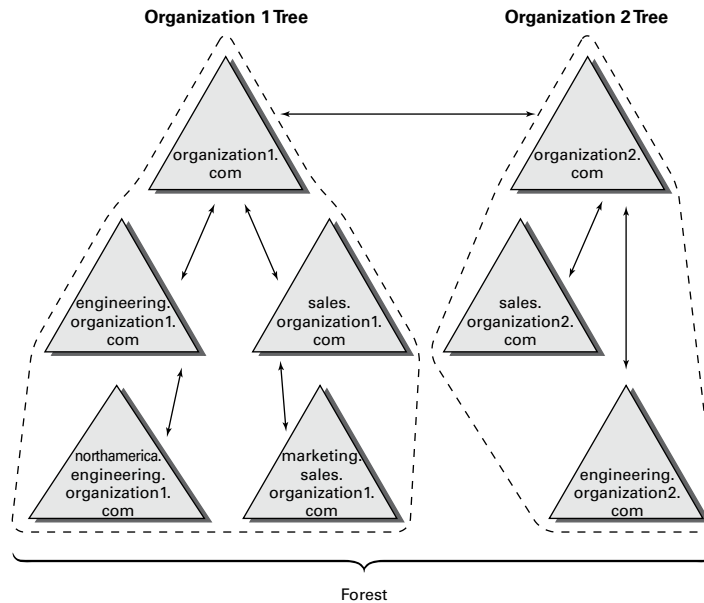 Organization 1 Tree
Organization 2 Tree
organization1.
com
organization2.
com
engineering.
organization1.
com
sales.
organization1.
com
sales.
organization2.
com
northamerica.
engineering.
organization1.
com
marketing.
sales.
organization1.
com
engineering.
organization2.
com
Forest